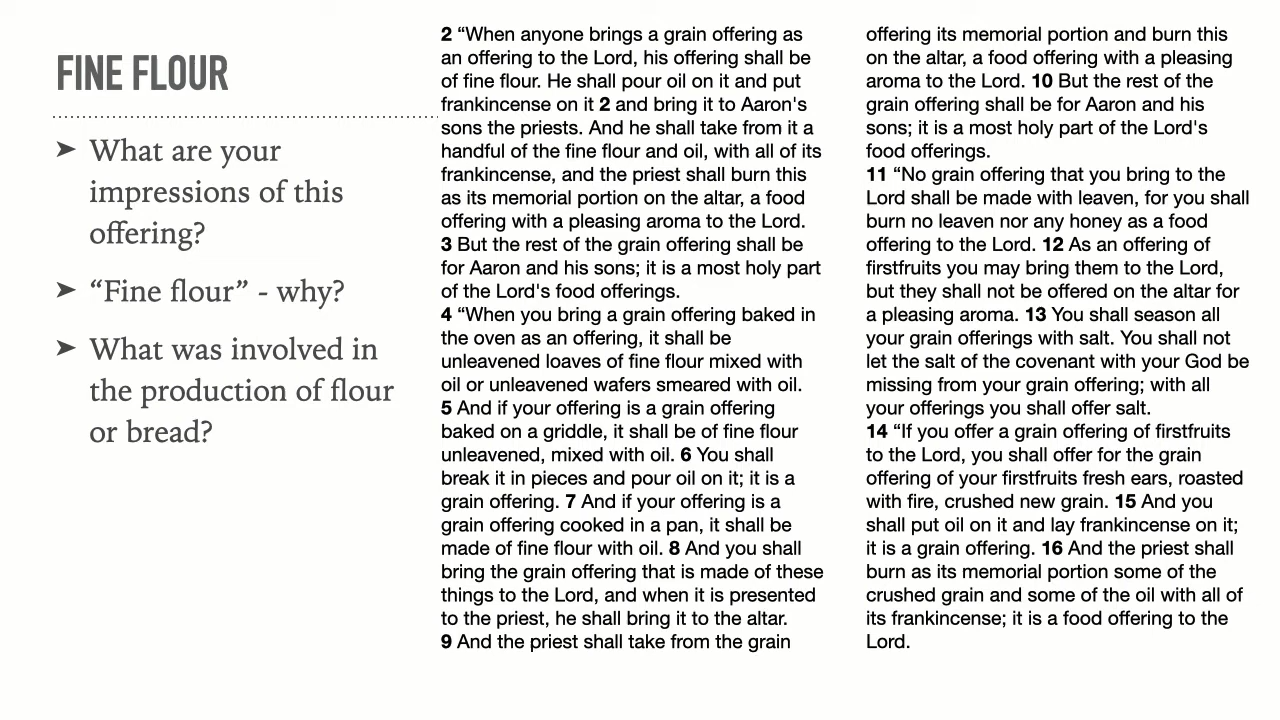 FINE FLOUR
➤ What are your
impressions of this
offering?
➤ “Fine flour” - why?
➤ What was involved in
the production of flour
or bread?
2 “When anyone brings a grain offering as
an offering to the Lord, his offering shall be
of fine flour. He shall pour oil on it and put
frankincense on it 2 and bring it to Aaron's
sons the priests. And he shall take from it a
handful of the fine flour and oil, with all of its
frankincense, and the priest shall burn this
as its memorial portion on the altar, a food
offering with a pleasing aroma to the Lord.
3 But the rest of the grain offering shall be
for Aaron and his sons; it is a most holy part
of the Lord's food offerings.
4 “When you bring a grain offering baked in
the oven as an offering, it shall be
unleavened loaves of fine flour mixed with
oil or unleavened wafers smeared with oil.
5 And if your offering is a grain offering
baked on a griddle, it shall be of fine flour
unleavened, mixed with oil. 6 You shall
break it in pieces and pour oil on it; it is a
grain offering. 7 And if your offering is a
grain offering cooked in a pan, it shall be
made of fine flour with oil. 8 And you shall
bring the grain offering that is made of these
things to the Lord, and when it is presented
to the priest, he shall bring it to the altar.
9 And the priest shall take from the grain
offering its memorial portion and burn this
on the altar, a food offering with a pleasing
aroma to the Lord. 10 But the rest of the
grain offering shall be for Aaron and his
sons; it is a most holy part of the Lord's
food offerings.
11 “No grain offering that you bring to the
Lord shall be made with leaven, for you shall
burn no leaven nor any honey as a food
offering to the Lord. 12 As an offering of
firstfruits you may bring them to the Lord,
but they shall not be offered on the altar for
a pleasing aroma. 13 You shall season all
your grain offerings with salt. You shall not
let the salt of the covenant with your God be
missing from your grain offering; with all
your offerings you shall offer salt.
14 “If you offer a grain offering of firstfruits
to the Lord, you shall offer for the grain
offering of your firstfruits fresh ears, roasted
with fire, crushed new grain. 15 And you
shall put oil on it and lay frankincense on it;
it is a grain offering. 16 And the priest shall
burn as its memorial portion some of the
crushed grain and some of the oil with all of
its frankincense; it is a food offering to the
Lord.